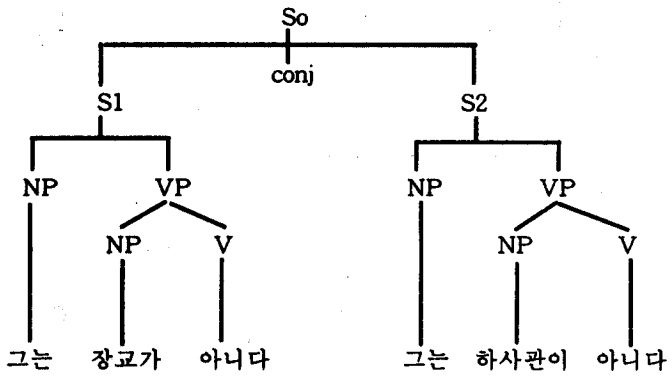 So
conj
S1 S2
NP VP NP VP
NP V NP V
그는 장교가 아니다 그는 하사관이 아니다